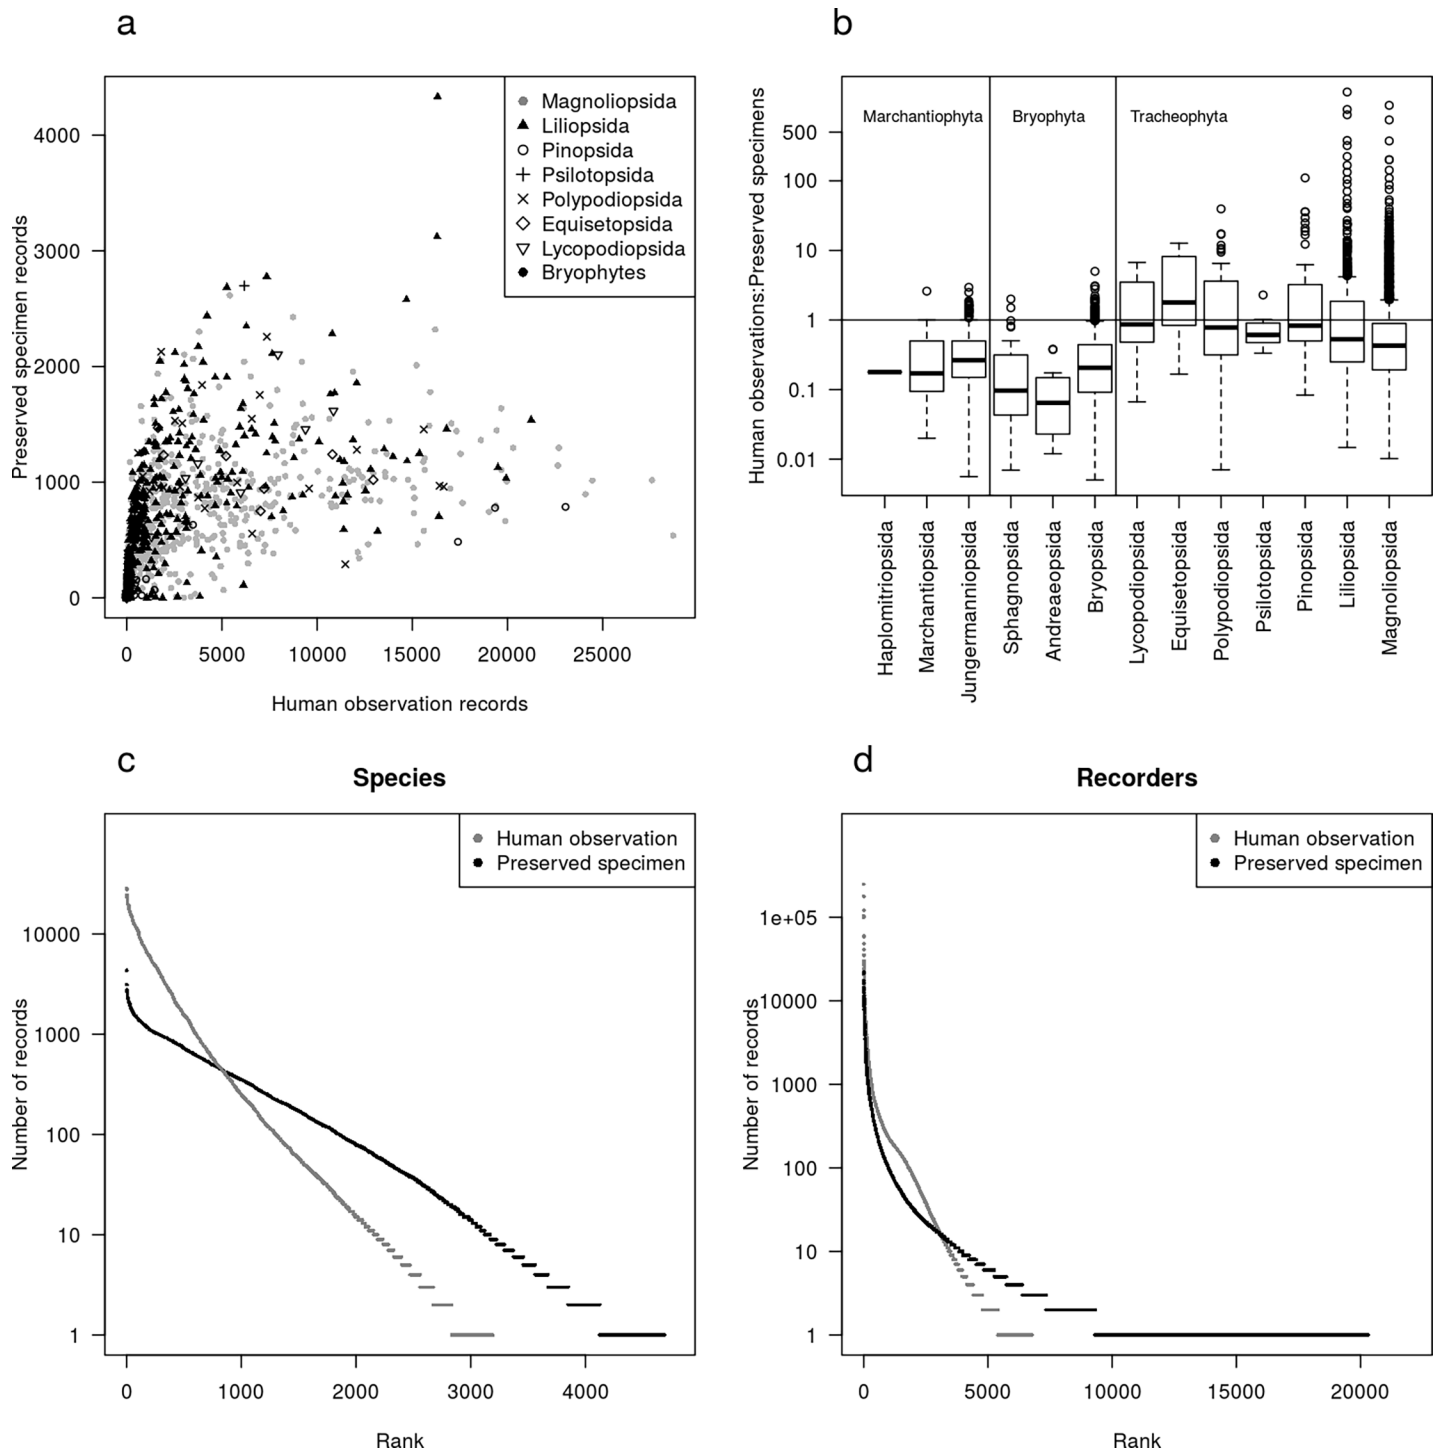 a
Preserved specimen records
4000
3000
2000
1000
0
0 5000 10000 15000 20000 25000
Human observation records
Magnoliopsida
Liliopsida
Pinopsida
Psilotopsida
Polypodiopsida
Equisetopsida
Lycopodiopsida
Bryophytes
b
Human observations:Preserved specimens
500
100
10
1
0.1
0.01
Marchantiophyta Bryophyta Tracheophyta
Haplomitriopsida
Marchantiopsida
Jungermanniopsida
Sphagnopsida
Andreaeopsida
Bryopsida
Lycopodiopsida
Equisetopsida
Polypodiopsida
Psilotopsida
Pinopsida
Liliopsida
Magnoliopsida
c
Species
Human observation
Preserved specimen
Number of records
10000
1000
100
10
1
0 1000 2000 3000 4000
Rank
d
Recorders
Human observation
Preserved specimen
Number of records
1e+05
10000
1000
100
10
1
0 5000 10000 15000 20000
Rank